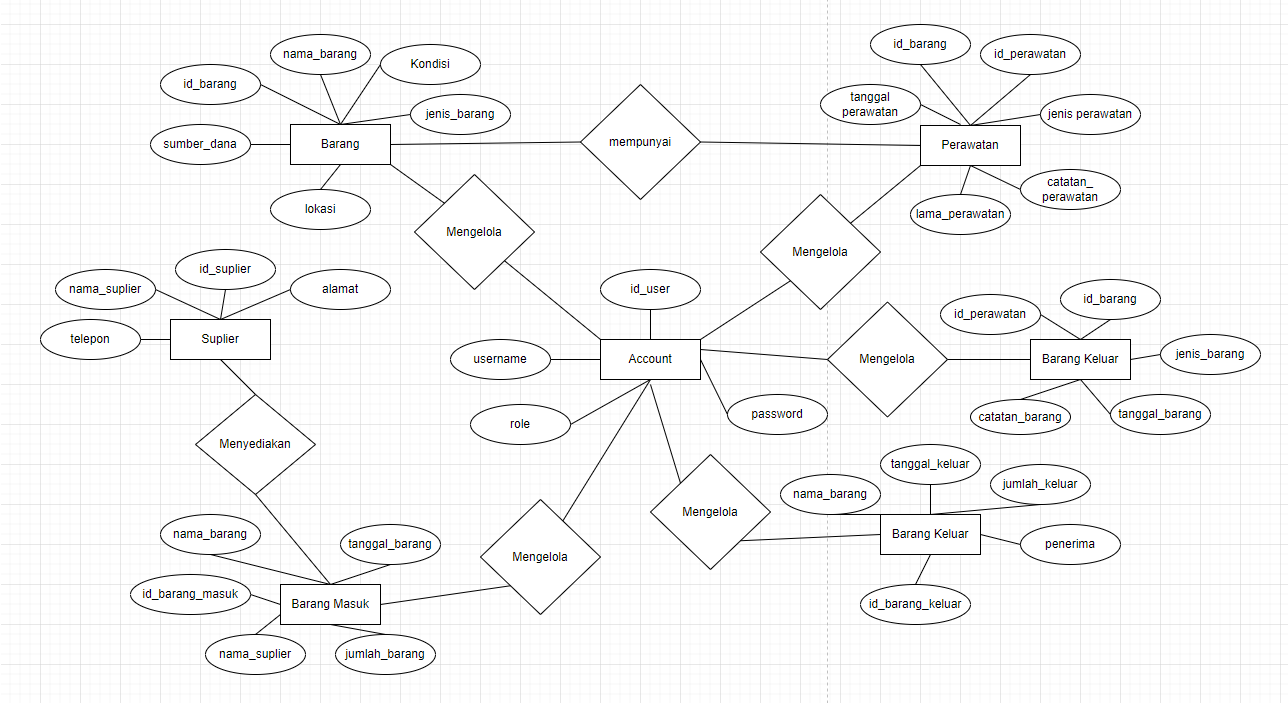 nama_barang
Kondisi
id_barang
jenis_barang
sumber_dana
Barang
lokasi
mempunyai
id_barang
id_perawatan
tanggal
perawatan
jenis perawatan
Perawatan
catatan_
perawatan
lama_perawatan
Mengelola
Mengelola
id_suplier
nama_suplier
alamat
telepon
Suplier
id_user
username
Account
role
password
Mengelola
id_perawatan
id_barang
Barang Keluar
jenis_barang
catatan_barang
tanggal_barang
Menyediakan
Mengelola
tanggal_keluar
nama_barang
jumlah_keluar
Barang Keluar
penerima
id_barang_keluar
Mengelola
nama_barang
tanggal_barang
id_barang_masuk
Barang Masuk
nama_suplier
jumlah_barang